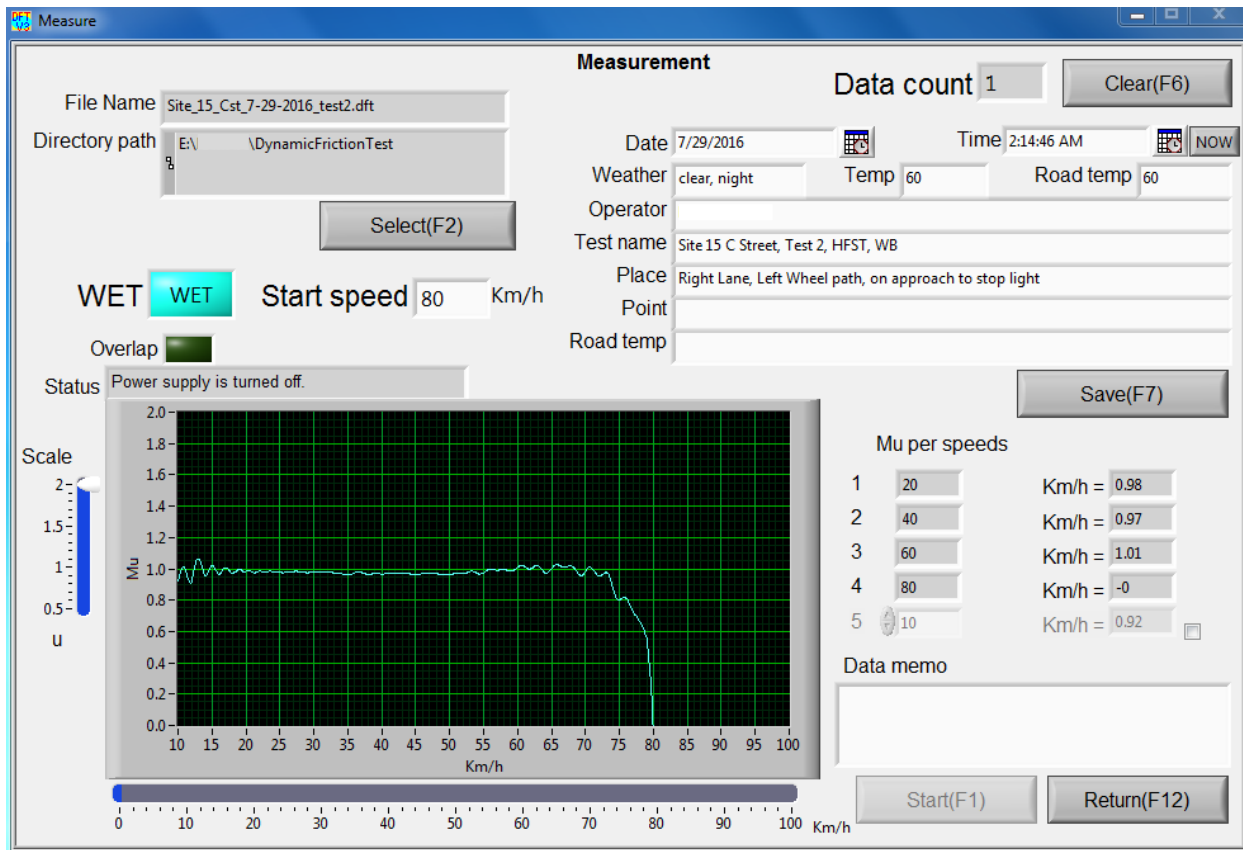 DFT V3 Measure
Measurement
Data count 1 Clear(F6)
File Name Site_15_Cst_7-29-2016_test2.dft
Directory path E:\ \DynamicFrictionTest
Select(F2)
Date 7/29/2016 Time 2:14:46 AM NOW
Weather clear, night Temp 60 Road temp 60
Operator
Test name Site 15 C Street, Test 2, HFST, WB
Place Right Lane, Left Wheel path, on approach to stop light
Point
Road temp
WET WET Start speed 80 Km/h
Overlap
Status Power supply is turned off.
Save(F7)
Scale
2
1.5
1
0.5
u
Mu
2.0
1.8
1.6
1.4
1.2
1.0
0.8
0.6
0.4
0.2
0.0
10 15 20 25 30 35 40 45 50 55 60 65 70 75 80 85 90 95 100
Km/h
0 10 20 30 40 50 60 70 80 90 100 Km/h
Mu per speeds
1 20 Km/h = 0.98
2 40 Km/h = 0.97
3 60 Km/h = 1.01
4 80 Km/h = -0
5 10 Km/h = 0.92
Data memo
Start(F1) Return(F12)